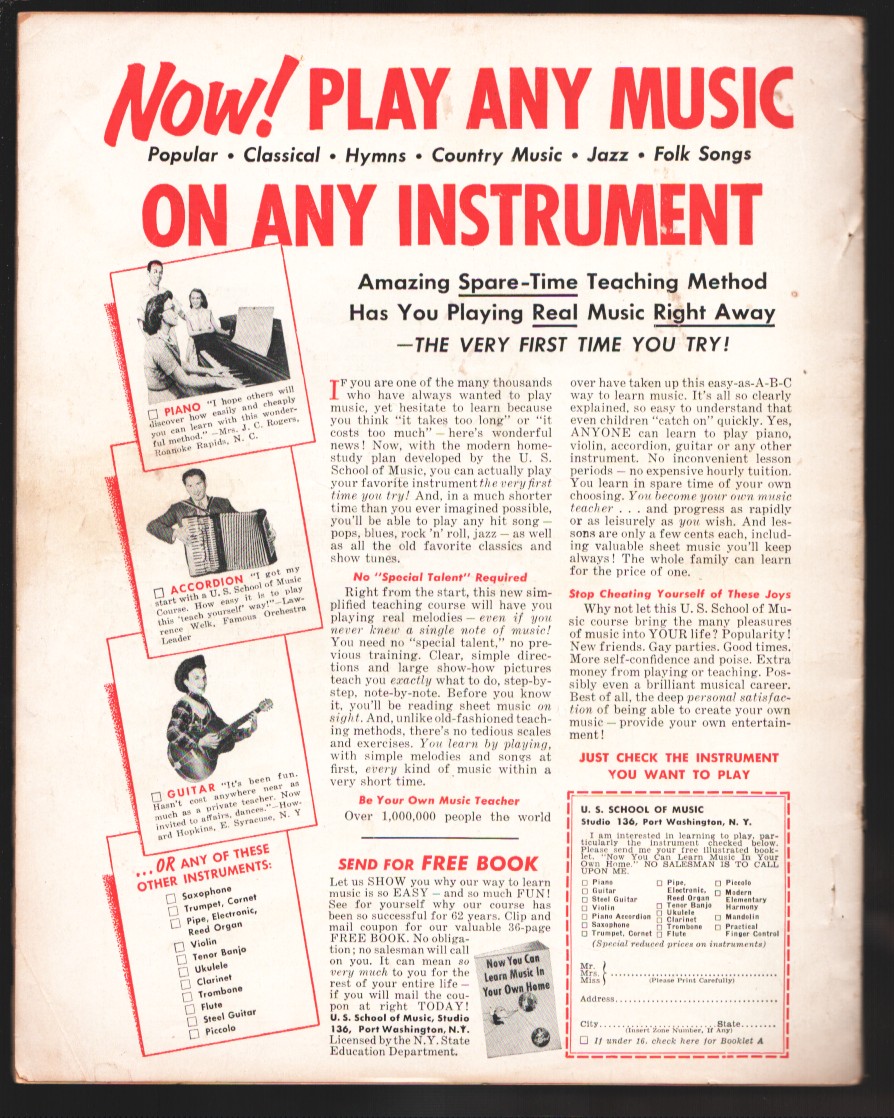 Now! PLAY ANY MUSIC
Popular • Classical • Hymns • Country Music • Jazz • Folk Songs
ON ANY INSTRUMENT
Amazing Spare-Time Teaching Method
Has You Playing Real Music Right Away
—THE VERY FIRST TIME YOU TRY!
PIANO "I hope others will
discover how easily and cheaply
you can learn with this wonder-
ful method." —Mrs. J. C. Rogers,
Roanoke Rapids, N. C.
ACCORDION "I got my
start with a U. S. School of Music
Course. How easy it is to play
this 'teach yourself' way!"—Law-
rence Welk, Famous Orchestra
Leader
GUITAR "It's been fun.
Hasn't cost anywhere near as
much as a private teacher. Now
invited to affairs, dances."—How-
ard Hopkins, E. Syracuse, N. Y
...OR ANY OF THESE
OTHER INSTRUMENTS:
Saxophone
Trumpet, Cornet
Pipe, Electronic,
Reed Organ
Violin
Tenor Banjo
Ukulele
Clarinet
Trombone
Flute
Steel Guitar
Piccolo
IF you are one of the many thousands
who have always wanted to play
music, yet hesitate to learn because
you think "it takes too long" or "it
costs too much" — here's wonderful
news! Now, with the modern home-
study plan developed by the U. S.
School of Music, you can actually play
your favorite instrument the very first
time you try! And, in a much shorter
time than you ever imagined possible,
you'll be able to play any hit song —
pops, blues, rock 'n' roll, jazz — as well
as all the old favorite classics and
show tunes.
No "Special Talent" Required
Right from the start, this new sim-
plified teaching course will have you
playing real melodies — even if you
never knew a single note of music!
You need no "special talent," no pre-
vious training. Clear, simple direc-
tions and large show-how pictures
teach you exactly what to do, step-by-
step, note-by-note. Before you know
it, you'll be reading sheet music on
sight. And, unlike old-fashioned teach-
ing methods, there's no tedious scales
and exercises. You learn by playing,
with simple melodies and songs at
first, every kind of music within a
very short time.
Be Your Own Music Teacher
Over 1,000,000 people the world
over have taken up this easy-as-A-B-C
way to learn music. It's all so clearly
explained, so easy to understand that
even children "catch on" quickly. Yes,
ANYONE can learn to play piano,
violin, accordion, guitar or any other
instrument. No inconvenient lesson
periods — no expensive hourly tuition.
You learn in spare time of your own
choosing. You become your own music
teacher . . . and progress as rapidly
or as leisurely as you wish. And les-
sons are only a few cents each, includ-
ing valuable sheet music you'll keep
always! The whole family can learn
for the price of one.
Stop Cheating Yourself of These Joys
Why not let this U. S. School of Mu-
sic course bring the many pleasures
of music into YOUR life? Popularity!
New friends. Gay parties. Good times.
More self-confidence and poise. Extra
money from playing or teaching. Pos-
sibly even a brilliant musical career.
Best of all, the deep personal satisfac-
tion of being able to create your own
music — provide your own entertain-
ment!
SEND FOR FREE BOOK
Let us SHOW you why our way to learn
music is so EASY — and so much FUN!
See for yourself why our course has
been so successful for 62 years. Clip and
mail coupon for our valuable 36-page
FREE BOOK. No obliga-
tion; no salesman will call
on you. It can mean so
very much to you for the
rest of your entire life —
if you will mail the cou-
pon at right TODAY!
U. S. School of Music, Studio
136, Port Washington, N.Y.
Licensed by the N.Y. State
Education Department.
Now You Can
Learn Music In
Your Own Home
JUST CHECK THE INSTRUMENT
YOU WANT TO PLAY
U. S. SCHOOL OF MUSIC
Studio 136, Port Washington, N. Y.
I am interested in learning to play, par-
ticularly the instrument checked below.
Please send me your free illustrated book-
let, "Now You Can Learn Music In Your
Own Home." NO SALESMAN IS TO CALL
UPON ME.
Piano
Guitar
Steel Guitar
Violin
Piano Accordion
Saxophone
Trumpet, Cornet
Pipe,
Electronic,
Reed Organ
Tenor Banjo
Ukulele
Clarinet
Trombone
Flute
Piccolo
Modern
Elementary
Harmony
Mandolin
Practical
Finger Control
(Special reduced prices on instruments)
Mr.
Mrs.
Miss
(Please Print Carefully)
Address
City State
(Insert Zone Number, If Any)
If under 16, check here for Booklet A